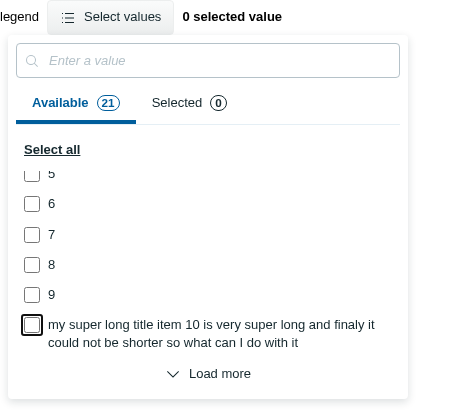 legend Select values 0 selected value
Enter a value
Available 21 Selected 0
Select all
5
6
7
8
9
my super long title item 10 is very super long and finaly it
could not be shorter so what can I do with it
Load more